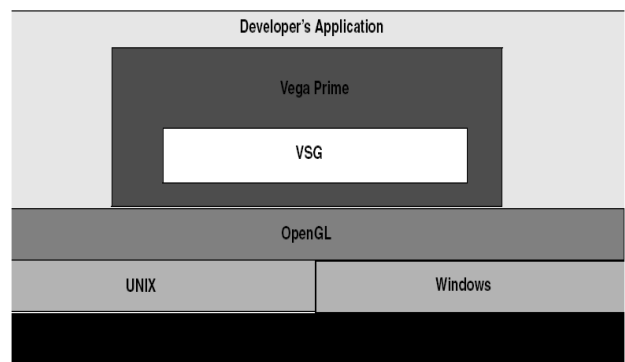 Developer's Application
Vega Prime
VSG
OpenGL
UNIX
Windows